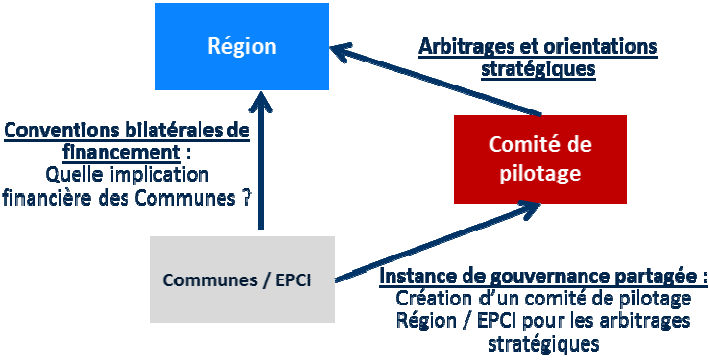 Région
Arbitrages et orientations
stratégiques
Conventions bilatérales de
financement :
Quelle implication
financière des Communes ?
Comité de
pilotage
Communes / EPCI
Instance de gouvernance partagée :
Création d’un comité de pilotage
Région / EPCI pour les arbitrages
stratégiques